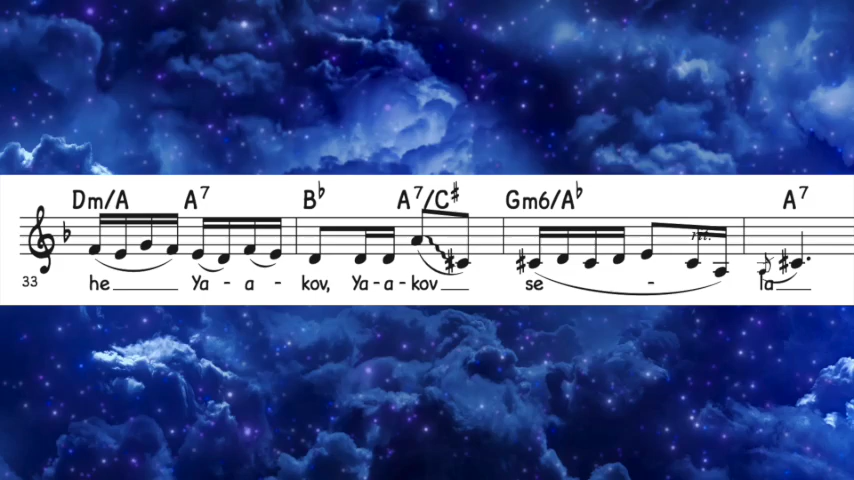 Dm/A A7 B♭ A7/C♯ Gm6/A♭ A7
33 he Ya - a - kov, Ya - a - kov se - la